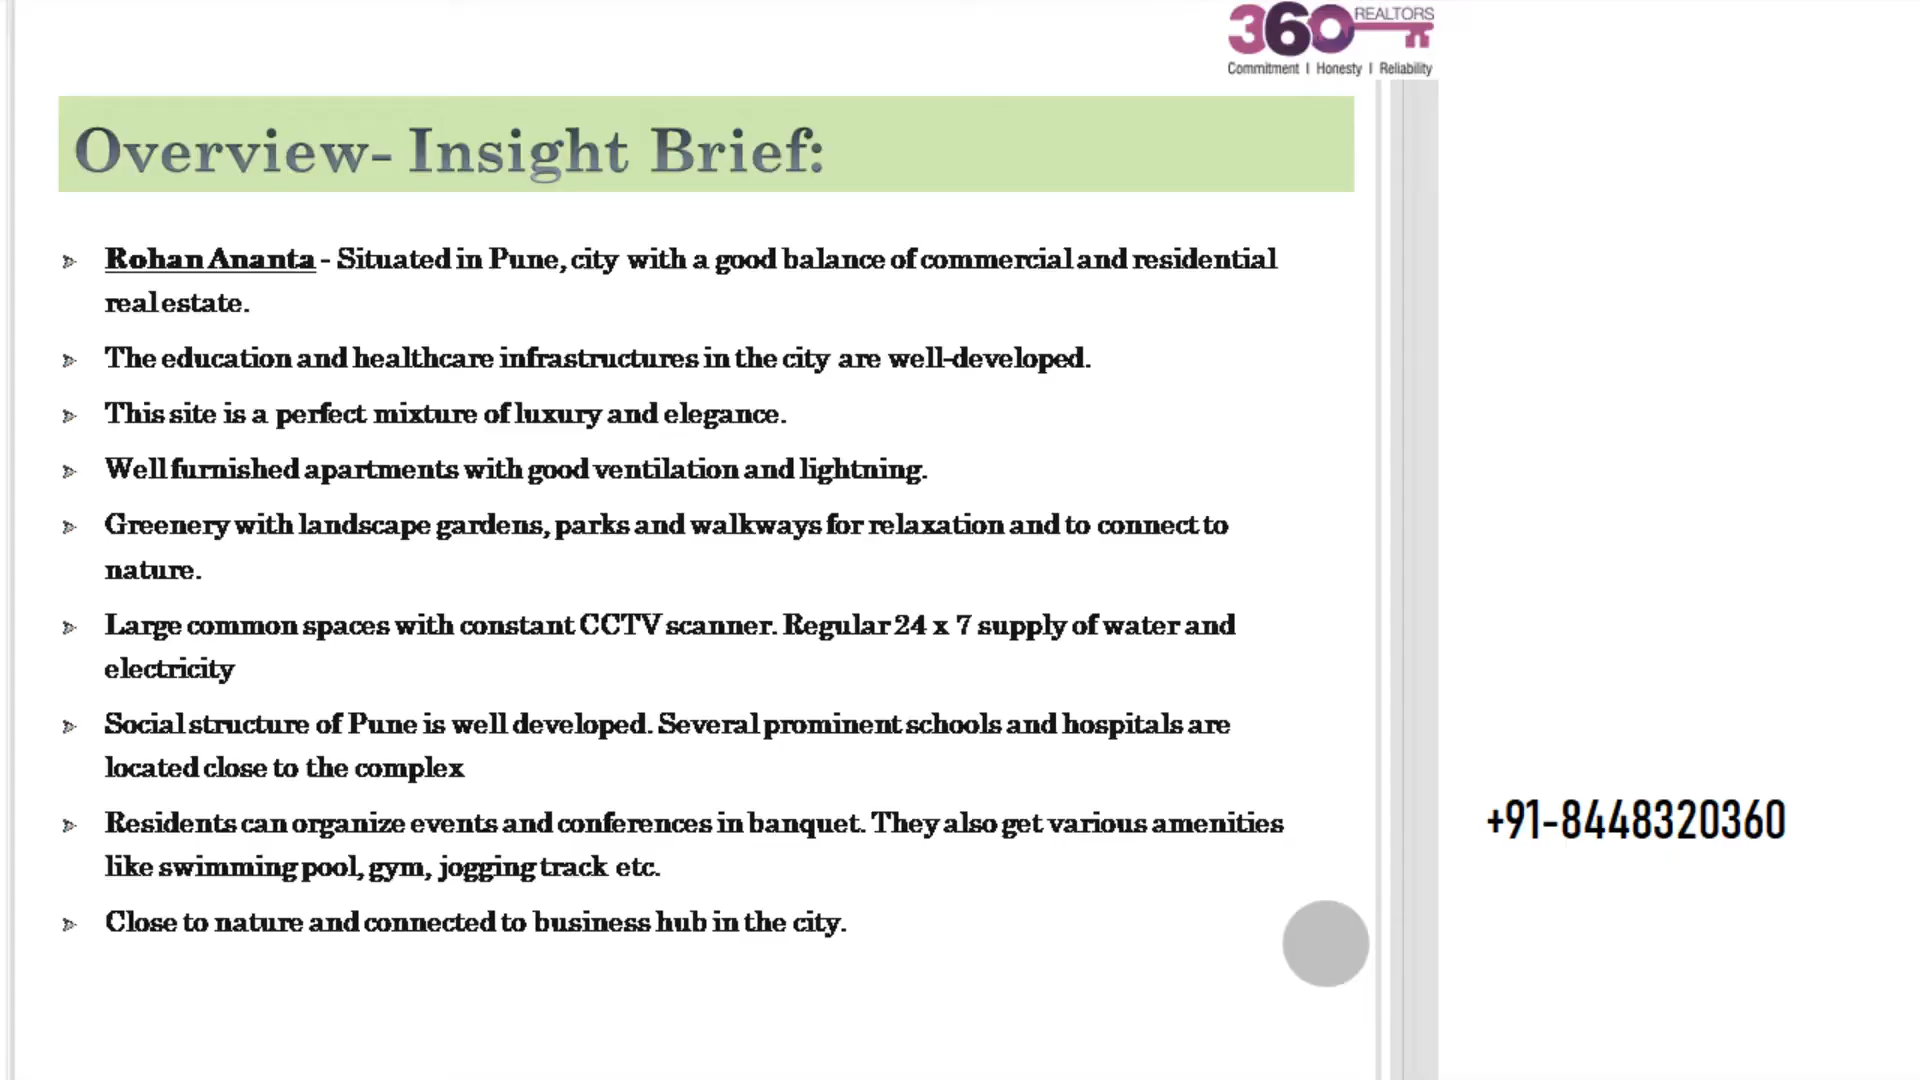 360 REALTORS
Commitment I Honesty I Reliability
Overview- Insight Brief:
Rohan Ananta - Situated in Pune, city with a good balance of commercial and residential
real estate.
The education and healthcare infrastructures in the city are well-developed.
This site is a perfect mixture of luxury and elegance.
Well furnished apartments with good ventilation and lightning.
Greenery with landscape gardens, parks and walkways for relaxation and to connect to
nature.
Large common spaces with constant CCTV scanner. Regular 24 x 7 supply of water and
electricity
Social structure of Pune is well developed. Several prominent schools and hospitals are
located close to the complex
Residents can organize events and conferences in banquet. They also get various amenities
like swimming pool, gym, jogging track etc.
Close to nature and connected to business hub in the city.
+91-8448320360